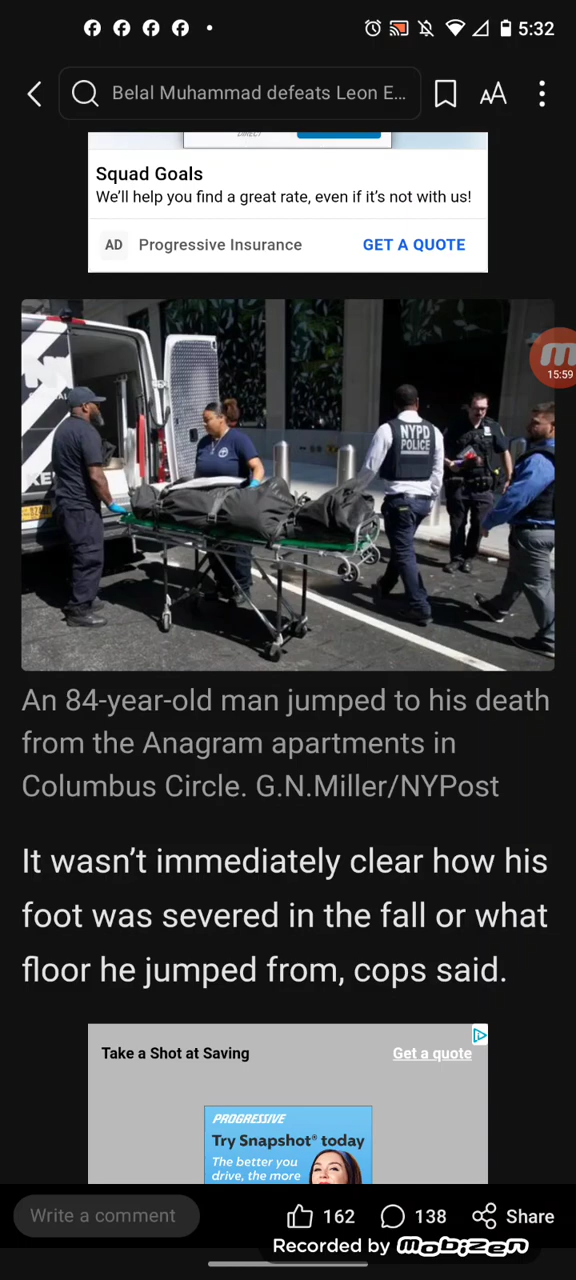 5:32
Belal Muhammad defeats Leon E...
AA
DIRECT
Squad Goals
We'll help you find a great rate, even if it's not with us!
AD Progressive Insurance GET A QUOTE
15:59
NYPD
POLICE
An 84-year-old man jumped to his death
from the Anagram apartments in
Columbus Circle. G.N.Miller/NYPost
It wasn't immediately clear how his
foot was severed in the fall or what
floor he jumped from, cops said.
Take a Shot at Saving Get a quote
PROGRESSIVE
Try Snapshot® today
The better you
drive, the more
Write a comment 162 138 Share
Recorded by mobizen